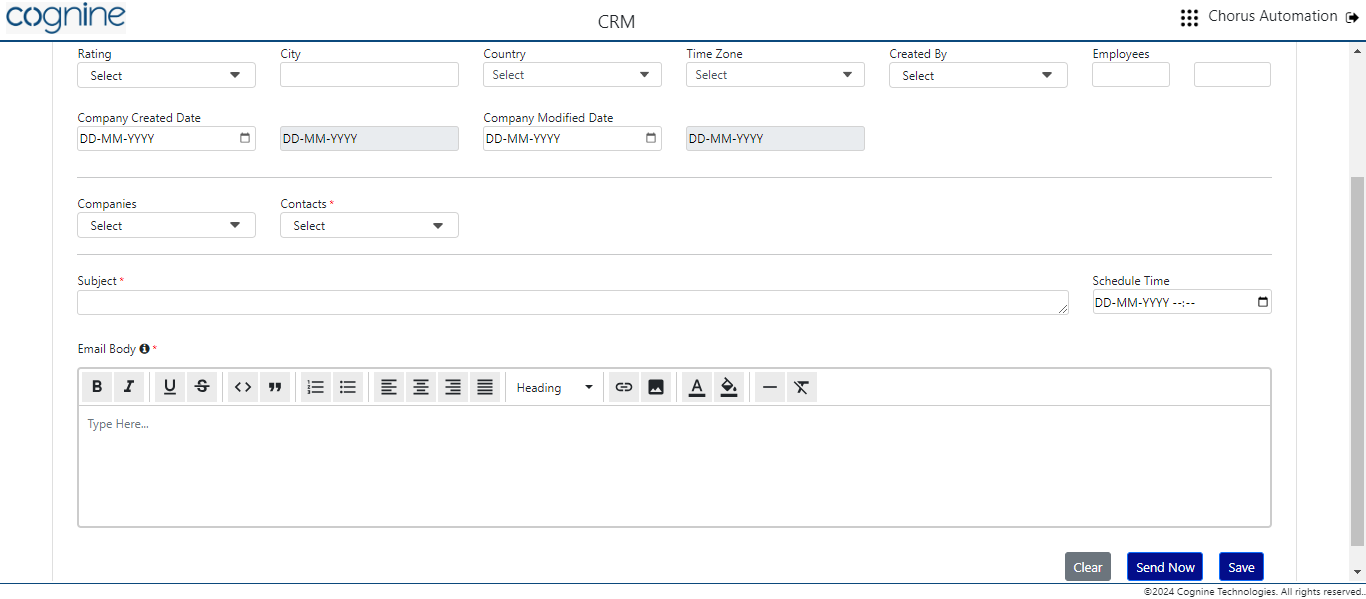 cognine
CRM
Chorus Automation
Rating City Country Time Zone Created By Employees
Select Select Select Select
Company Created Date Company Modified Date
DD-MM-YYYY DD-MM-YYYY DD-MM-YYYY DD-MM-YYYY
Companies Contacts *
Select Select
Subject * Schedule Time
DD-MM-YYYY --:--
Email Body *
B I U S <> ” Heading A
Type Here...
Clear Send Now Save
©2024 Cognine Technologies. All rights reserved.